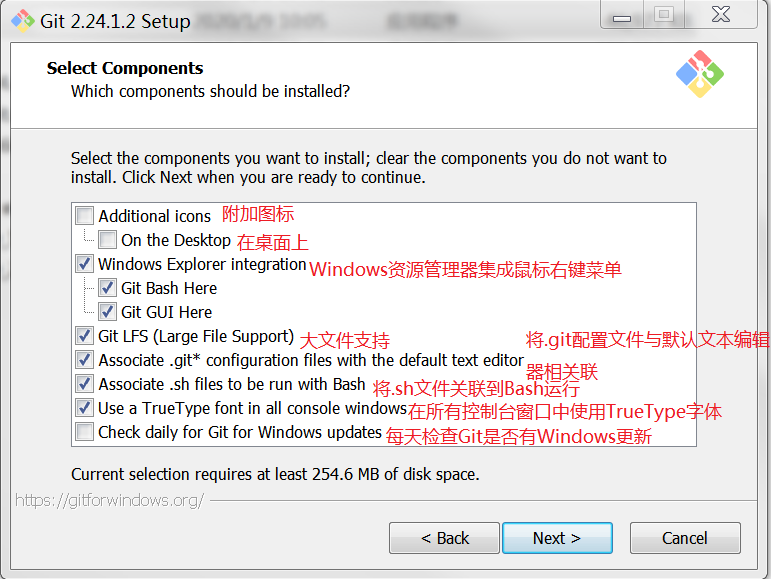 Git 2.24.1.2 Setup
Select Components
Which components should be installed?
Select the components you want to install; clear the components you do not want to
install. Click Next when you are ready to continue.
Additional icons 附加图标
On the Desktop 在桌面上
Windows Explorer integration Windows资源管理器集成鼠标右键菜单
Git Bash Here
Git GUI Here
Git LFS (Large File Support) 大文件支持
Associate .git* configuration files with the default text editor 将.git配置文件与默认文本编辑
器相关联
Associate .sh files to be run with Bash 将.sh文件关联到Bash运行
Use a TrueType font in all console windows 在所有控制台窗口中使用TrueType字体
Check daily for Git for Windows updates 每天检查Git是否有Windows更新
Current selection requires at least 254.6 MB of disk space.
https://gitforwindows.org/
< Back Next > Cancel